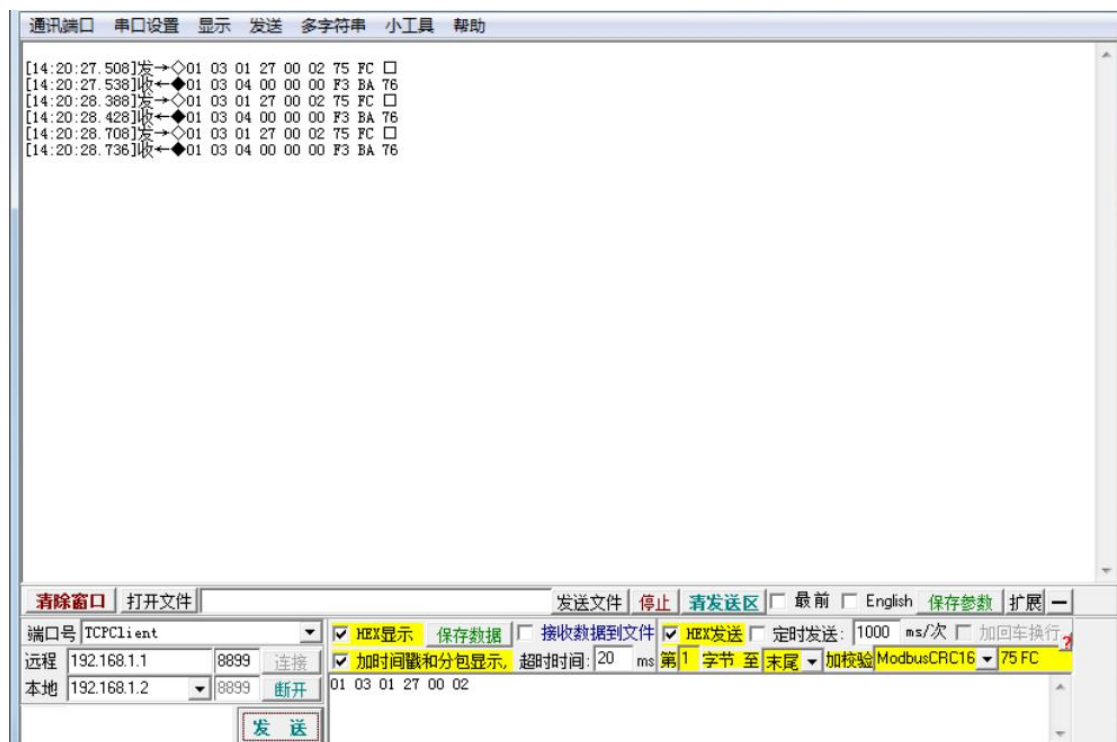 通讯端口 串口设置 显示 发送 多字符串 小工具 帮助
[14:20:27.508]发→◇01 03 01 27 00 02 75 FC □
[14:20:27.538]收←◆01 03 04 00 00 00 F3 BA 76
[14:20:28.388]发→◇01 03 01 27 00 02 75 FC □
[14:20:28.428]收←◆01 03 04 00 00 00 F3 BA 76
[14:20:28.708]发→◇01 03 01 27 00 02 75 FC □
[14:20:28.736]收←◆01 03 04 00 00 00 F3 BA 76
清除窗口 打开文件 发送文件 停止 清发送区 最前 English 保存参数 扩展 —
端口号 TCPClient HEX显示 保存数据 接收数据到文件 HEX发送 定时发送: 1000 ms/次 加回车换行
远程 192.168.1.1 8899 连接 加时间戳和分包显示, 超时时间: 20 ms 第1 字节 至 末尾 加校验 ModbusCRC16 75 FC ?
本地 192.168.1.2 8899 断开 01 03 01 27 00 02
发 送